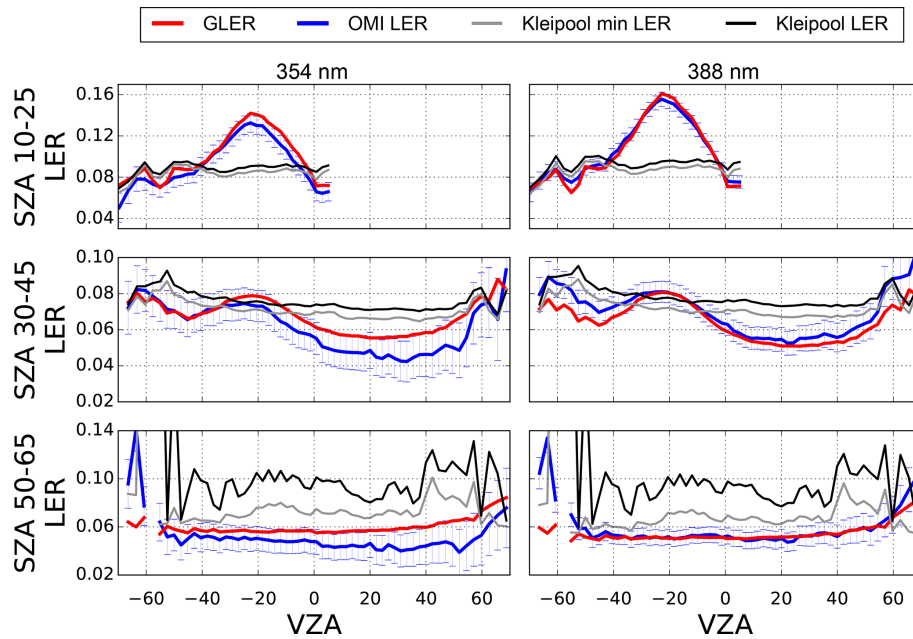 GLER OMI LER Kleipool min LER Kleipool LER
354 nm 388 nm
SZA 10-25
LER
0.16
0.12
0.08
0.04
SZA 30-45
LER
0.10
0.08
0.06
0.04
0.02
SZA 50-65
LER
0.14
0.10
0.06
0.02
−60 −40 −20 0 20 40 60
−60 −40 −20 0 20 40 60
VZA VZA